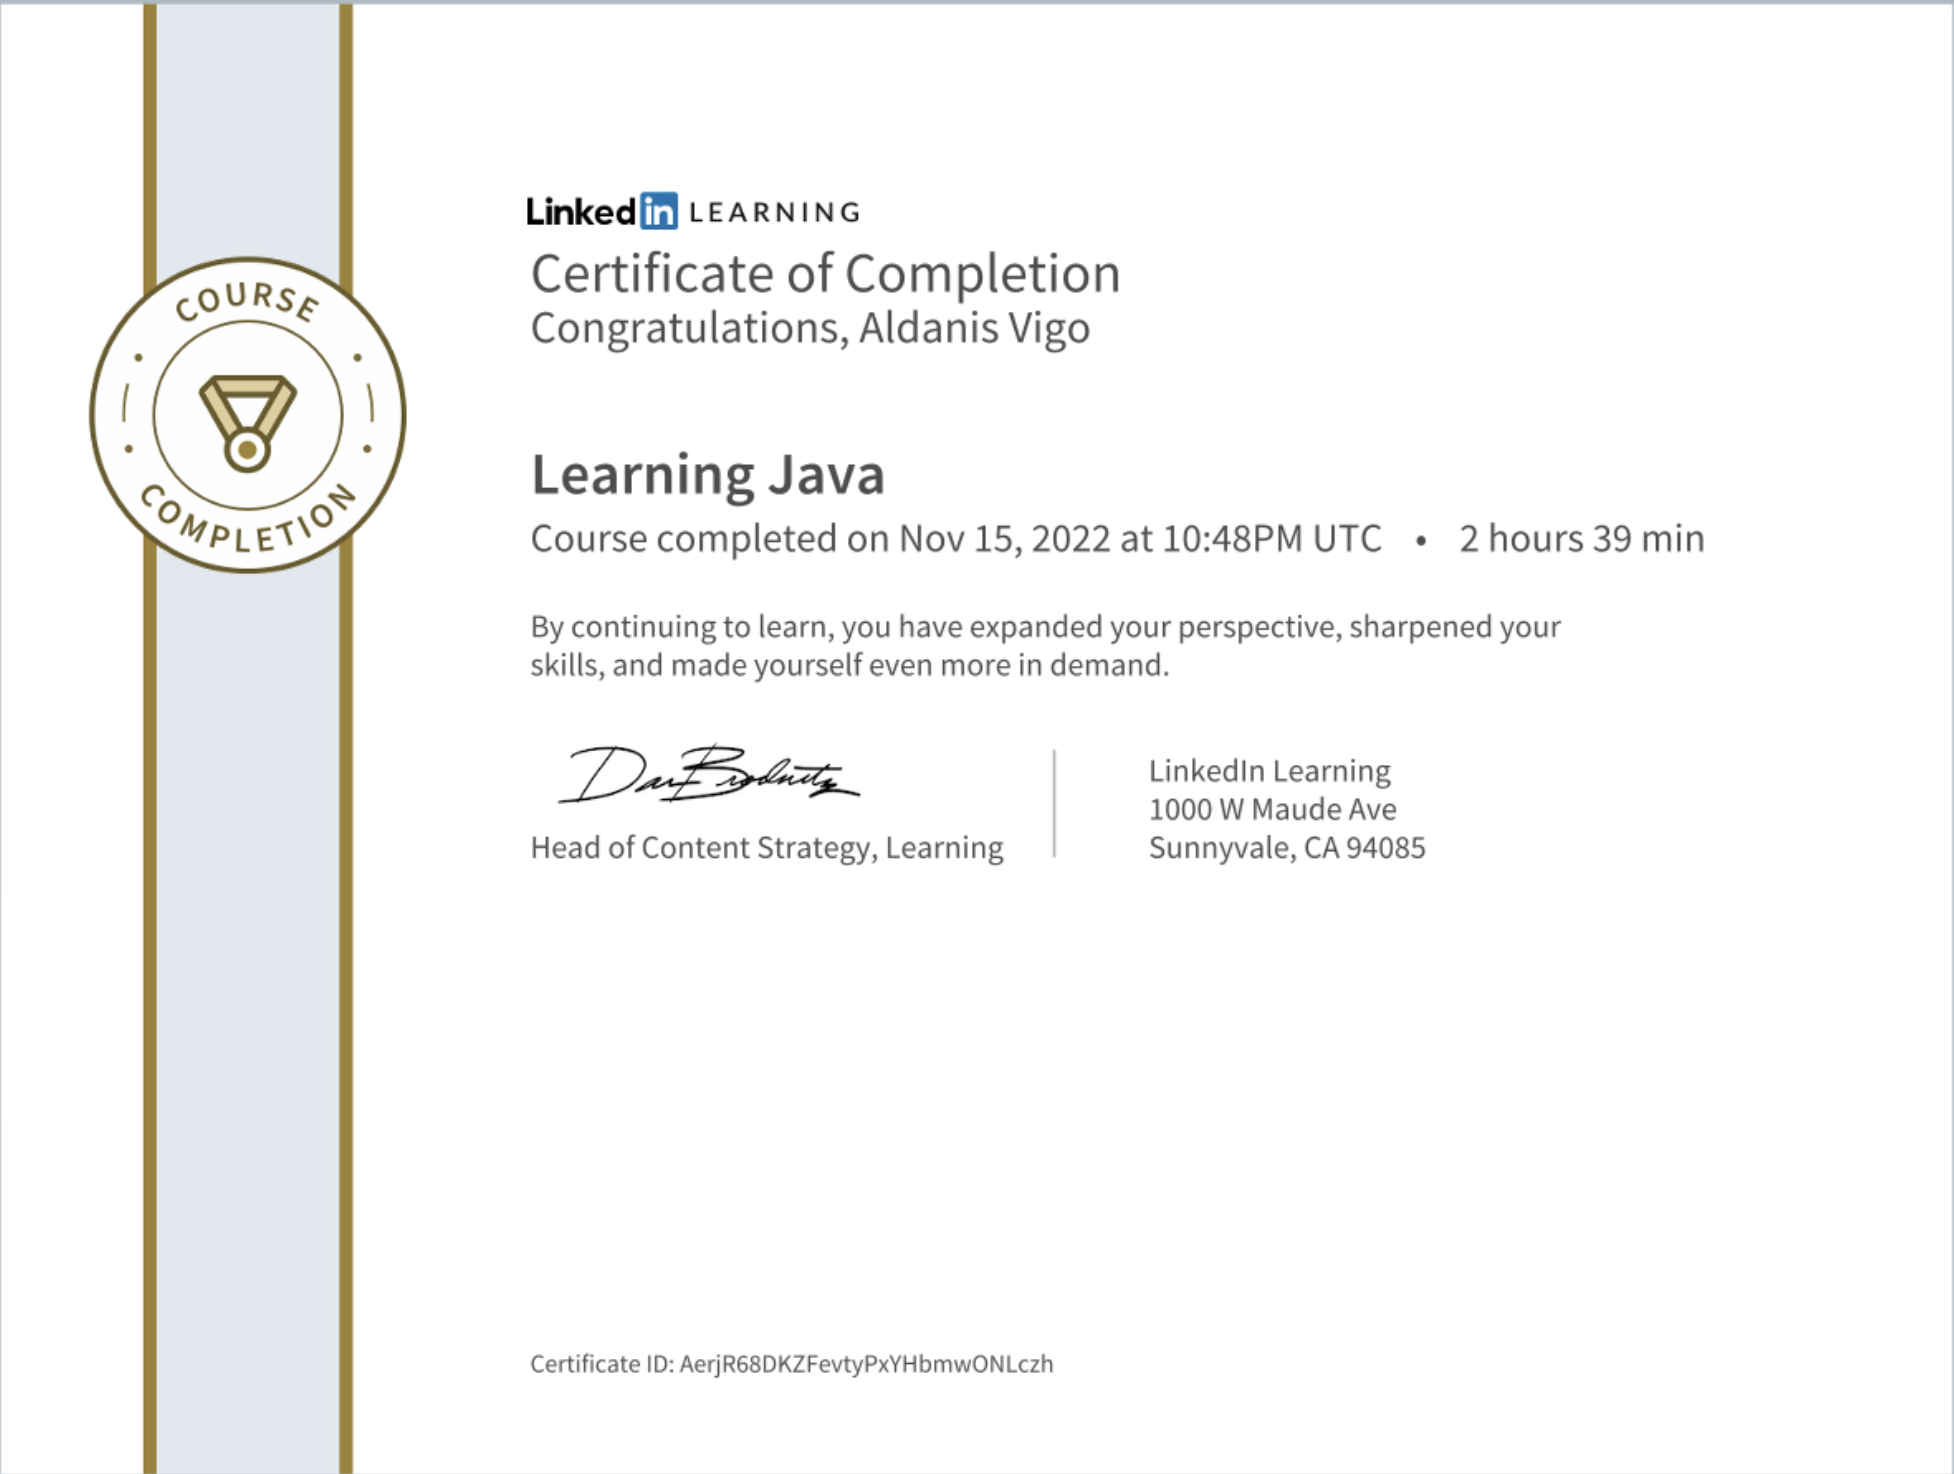 COURSE
COMPLETION
Linked in LEARNING
Certificate of Completion
Congratulations, Aldanis Vigo
Learning Java
Course completed on Nov 15, 2022 at 10:48PM UTC • 2 hours 39 min
By continuing to learn, you have expanded your perspective, sharpened your
skills, and made yourself even more in demand.
Dan Brodnitz
Head of Content Strategy, Learning
LinkedIn Learning
1000 W Maude Ave
Sunnyvale, CA 94085
Certificate ID: AerjR68DKZFevtyPxYHbmwONLczh